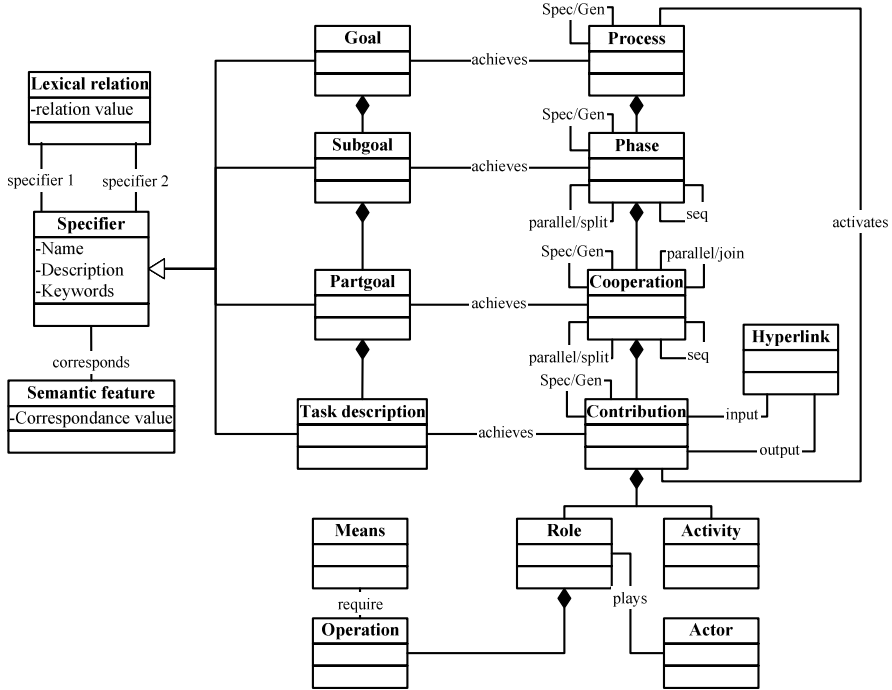 Spec/Gen
Goal
Process
achieves
Lexical relation
-relation value
Spec/Gen
Subgoal
Phase
achieves
specifier 1
specifier 2
Specifier
-Name
-Description
-Keywords
parallel/split
seq
activates
Spec/Gen
parallel/join
Partgoal
Cooperation
achieves
Hyperlink
corresponds
parallel/split
seq
Semantic feature
-Correspondance value
Spec/Gen
Task description
Contribution
input
achieves
output
Means
Role
Activity
require
plays
Operation
Actor